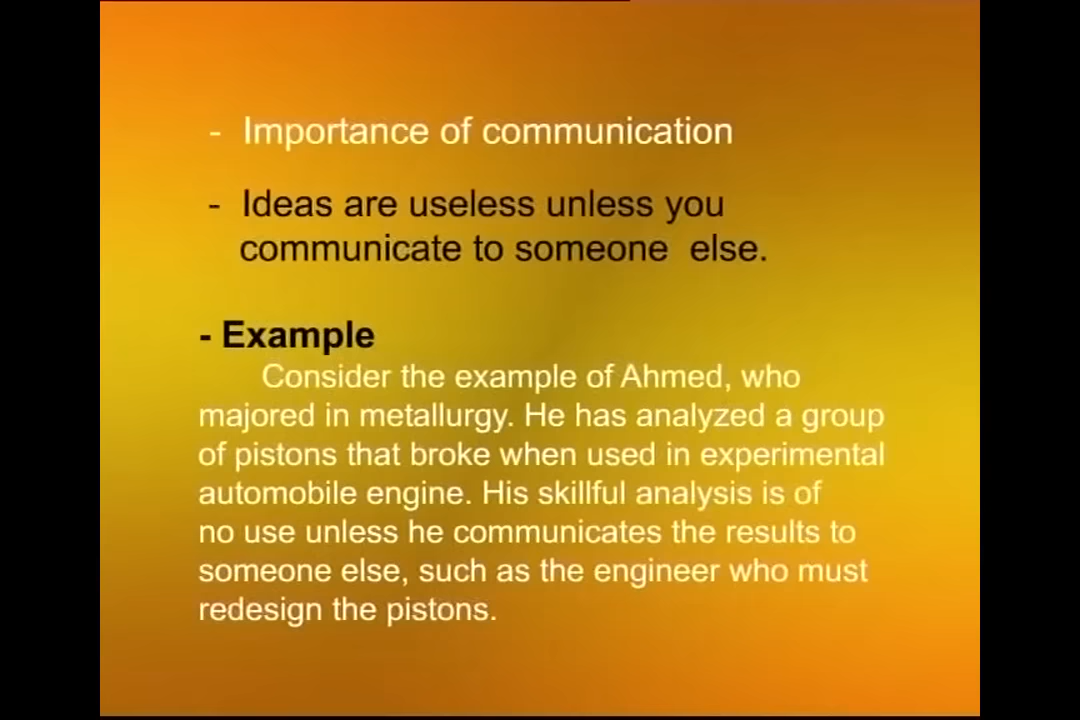 - Importance of communication
- Ideas are useless unless you
communicate to someone else.
- Example
Consider the example of Ahmed, who
majored in metallurgy. He has analyzed a group
of pistons that broke when used in experimental
automobile engine. His skillful analysis is of
no use unless he communicates the results to
someone else, such as the engineer who must
redesign the pistons.